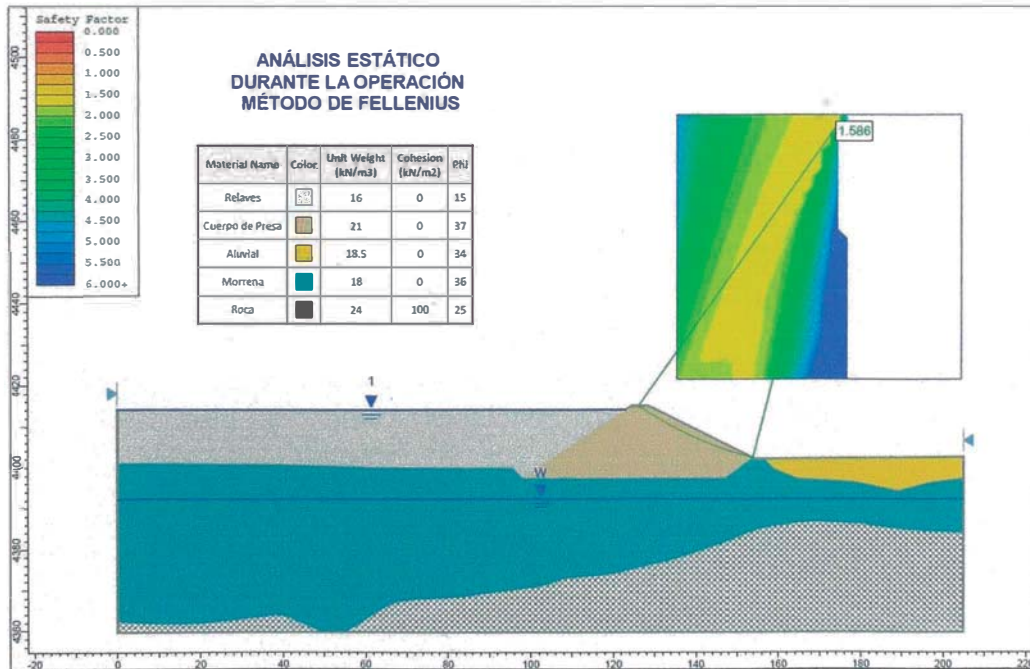 Safety Factor
0.000
0.500
1.000
1.500
2.000
2.500
3.000
3.500
4.000
4.500
5.000
5.500
6.000+
ANÁLISIS ESTÁTICO
DURANTE LA OPERACIÓN
MÉTODO DE FELLENIUS
Material Name Color Unit Weight (kN/m3) Cohesion (kN/m2) Phi
Relaves 16 0 15
Cuerpo de Presa 21 0 37
Aluvial 18.5 0 34
Morrena 18 0 36
Roca 24 100 25
1.586
1
W
4500
4480
4460
4440
4420
4400
4380
4360
-20 0 20 40 60 80 100 120 140 160 180 200